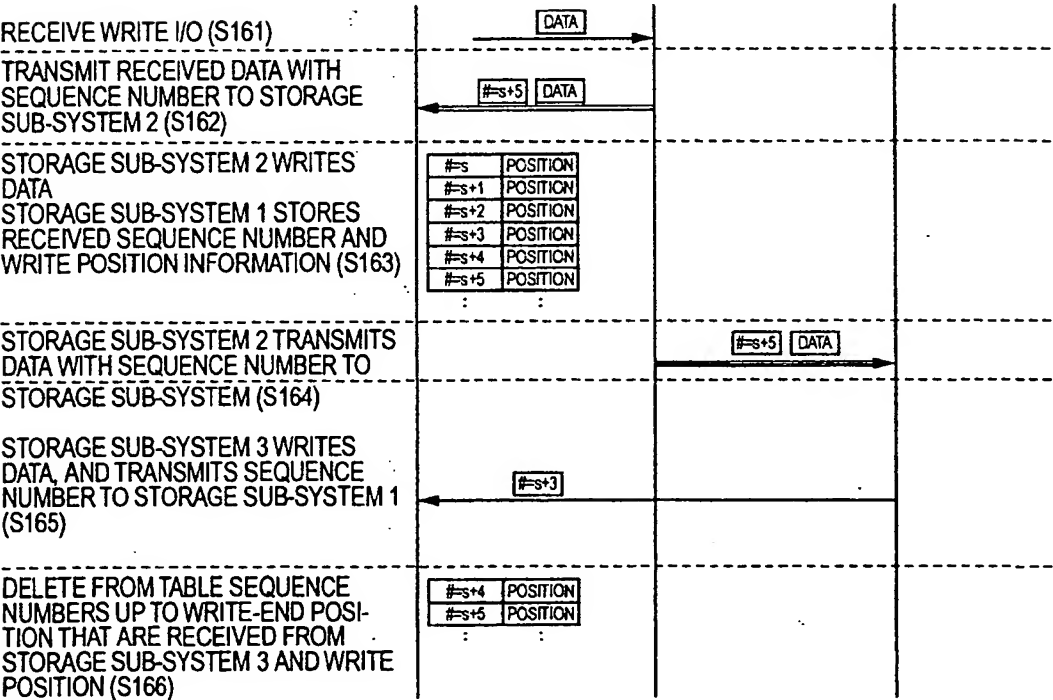 RECEIVE WRITE I/O (S161)
DATA
TRANSMIT RECEIVED DATA WITH
SEQUENCE NUMBER TO STORAGE
SUB-SYSTEM 2 (S162)
#=s+5 DATA
STORAGE SUB-SYSTEM 2 WRITES
DATA
STORAGE SUB-SYSTEM 1 STORES
RECEIVED SEQUENCE NUMBER AND
WRITE POSITION INFORMATION (S163)
#=s POSITION
#=s+1 POSITION
#=s+2 POSITION
#=s+3 POSITION
#=s+4 POSITION
#=s+5 POSITION
: :
STORAGE SUB-SYSTEM 2 TRANSMITS
DATA WITH SEQUENCE NUMBER TO
STORAGE SUB-SYSTEM (S164)
#=s+5 DATA
STORAGE SUB-SYSTEM 3 WRITES
DATA, AND TRANSMITS SEQUENCE
NUMBER TO STORAGE SUB-SYSTEM 1
(S165)
#=s+3
DELETE FROM TABLE SEQUENCE
NUMBERS UP TO WRITE-END POSI-
TION THAT ARE RECEIVED FROM
STORAGE SUB-SYSTEM 3 AND WRITE
POSITION (S166)
#=s+4 POSITION
#=s+5 POSITION
: :